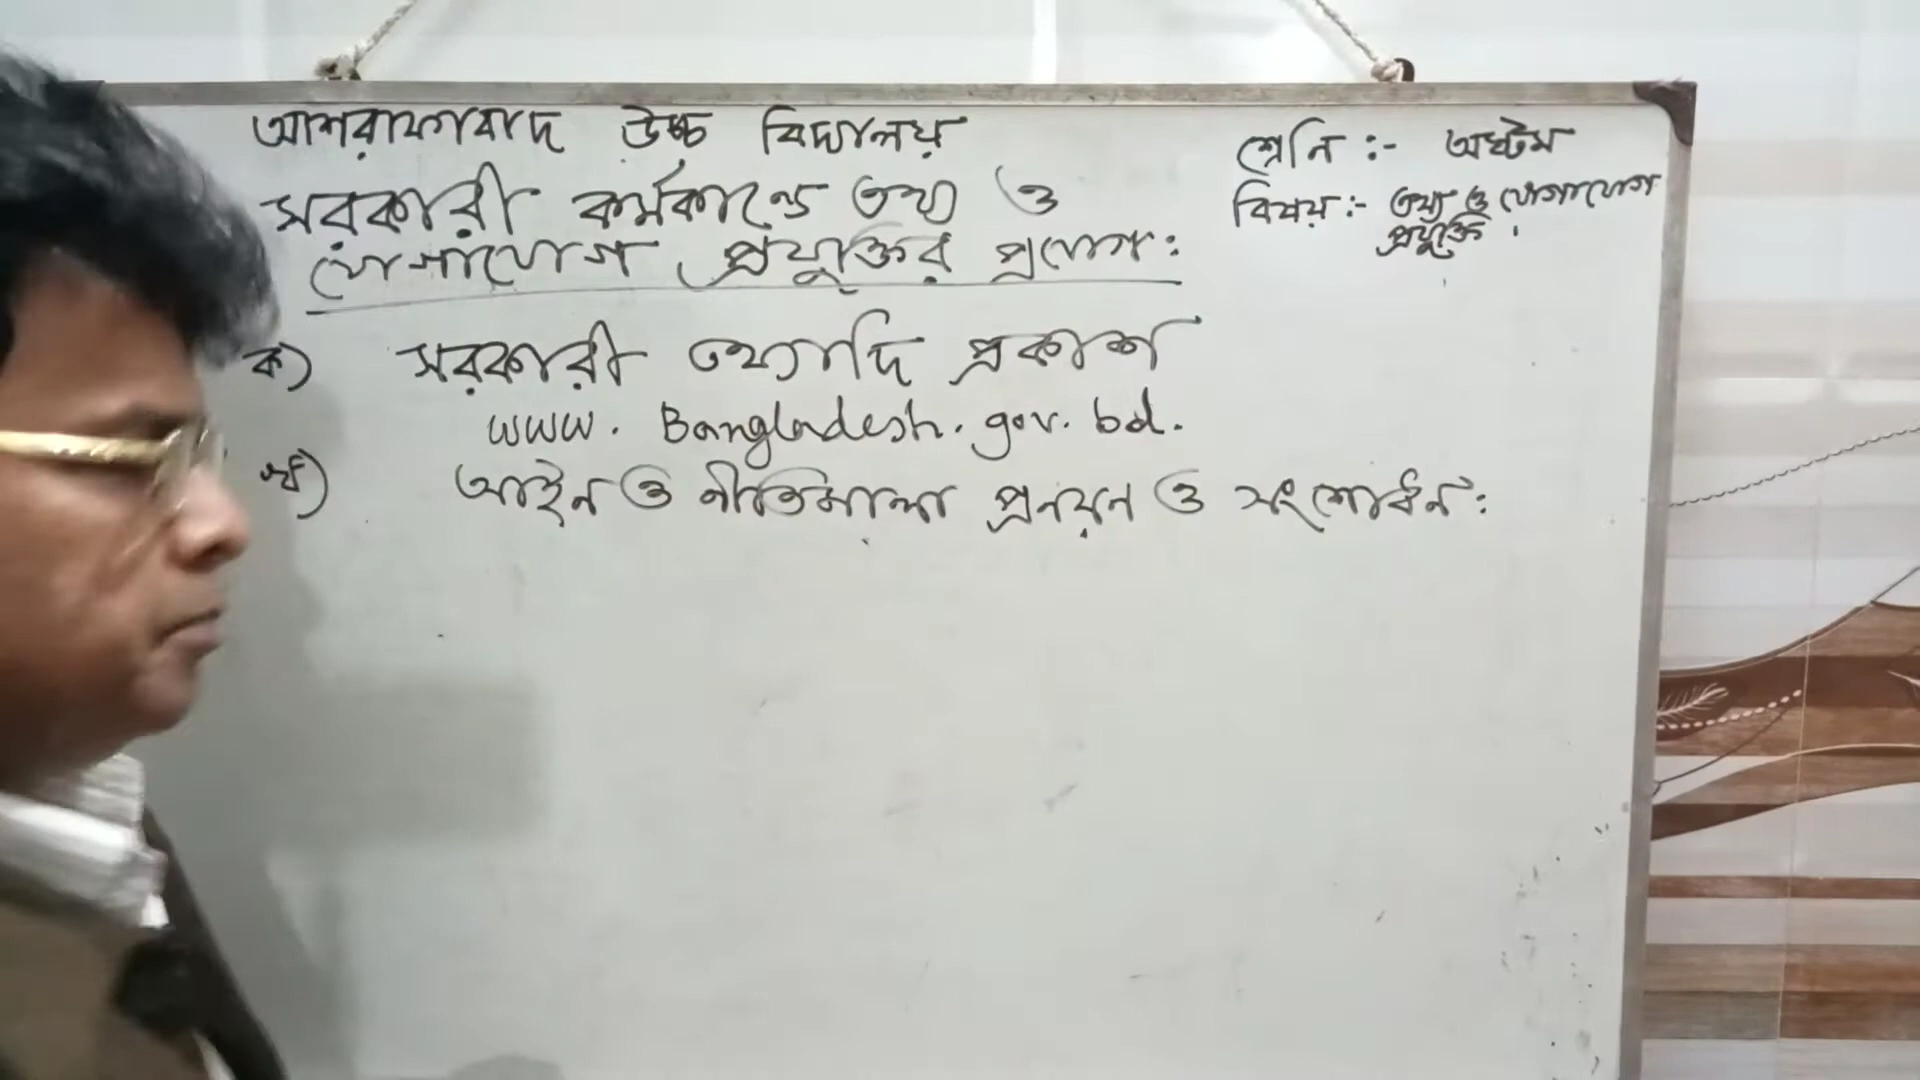 আশরাফাবাদ উচ্চ বিদ্যালয়
শ্রেনি :- অষ্টম
বিষয় :- তথ্য ও যোগাযোগ
প্রযুক্তি
সরকারী কর্মকান্ডে তথ্য ও
যোগাযোগ প্রযুক্তির প্রয়োগ :
ক) সরকারী তথ্যাদি প্রকাশ
www. Bangladesh. gov. bd.
খ) আইন ও নীতিমালা প্রনয়ন ও সংশোধন :